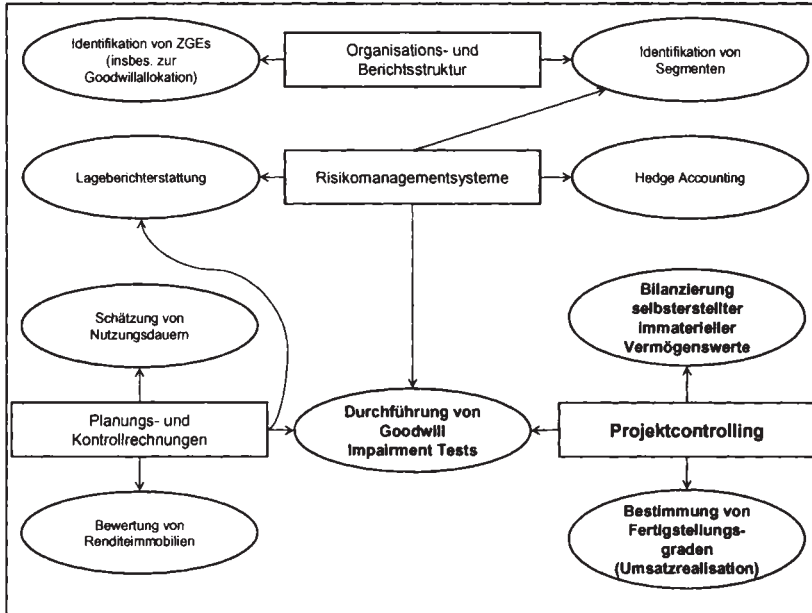 Identifikation von ZGEs
(insbes. zur
Goodwillallokation)
Organisations- und
Berichtsstruktur
Identifikation von
Segmenten
Lageberichterstattung
Risikomanagementsysteme
Hedge Accounting
Schätzung von
Nutzungsdauern
Bilanzierung
selbsterstellter
immaterieller
Vermögenswerte
Planungs- und
Kontrollrechnungen
Durchführung von
Goodwill
Impairment Tests
Projektcontrolling
Bewertung von
Renditeimmobilien
Bestimmung von
Fertigstellungs-
graden
(Umsatzrealisation)